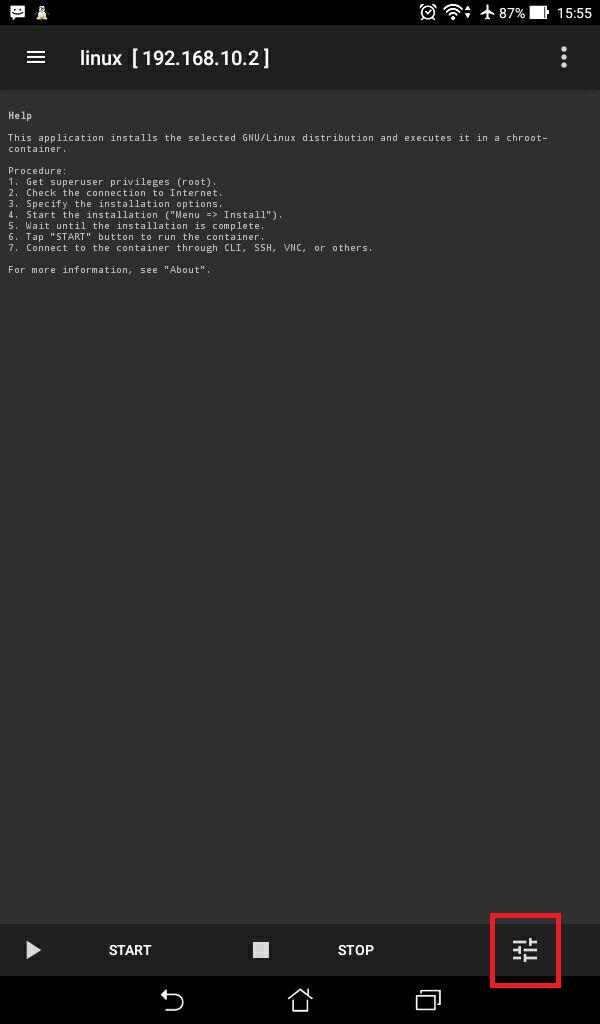 87% 15:55
linux [ 192.168.10.2 ]
Help
This application installs the selected GNU/Linux distribution and executes it in a chroot-
container.
Procedure:
1. Get superuser privileges (root).
2. Check the connection to Internet.
3. Specify the installation options.
4. Start the installation ("Menu => Install").
5. Wait until the installation is complete.
6. Tap "START" button to run the container.
7. Connect to the container through CLI, SSH, VNC, or others.
For more information, see "About".
START STOP